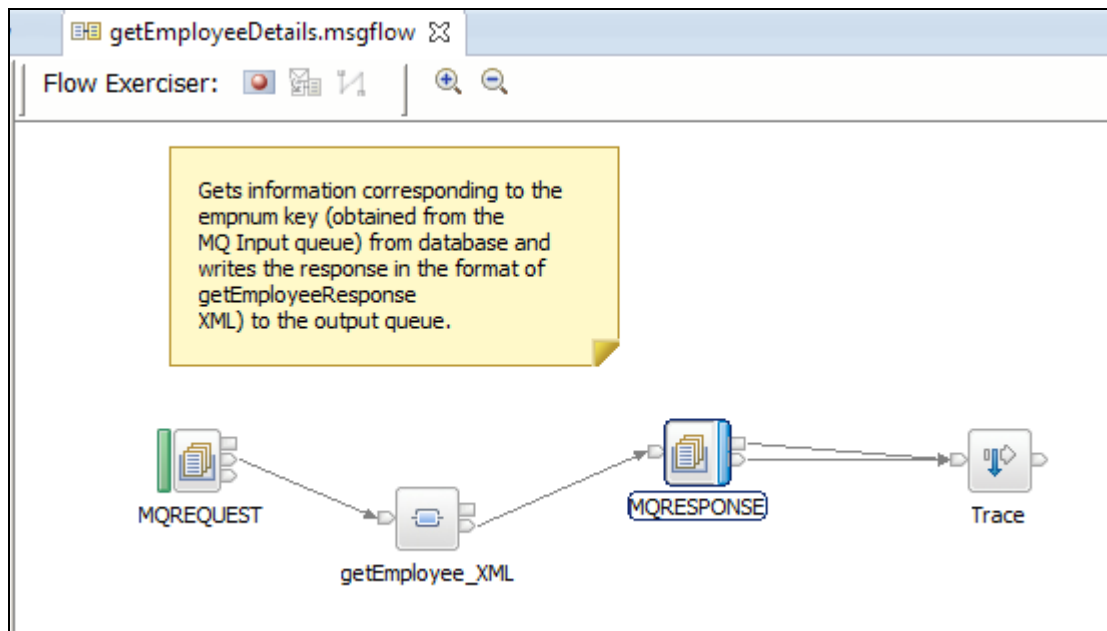 getEmployeeDetails.msgflow
Flow Exerciser:
Gets information corresponding to the
empnum key (obtained from the
MQ Input queue) from database and
writes the response in the format of
getEmployeeResponse
XML) to the output queue.
MQREQUEST
getEmployee_XML
MQRESPONSE
Trace